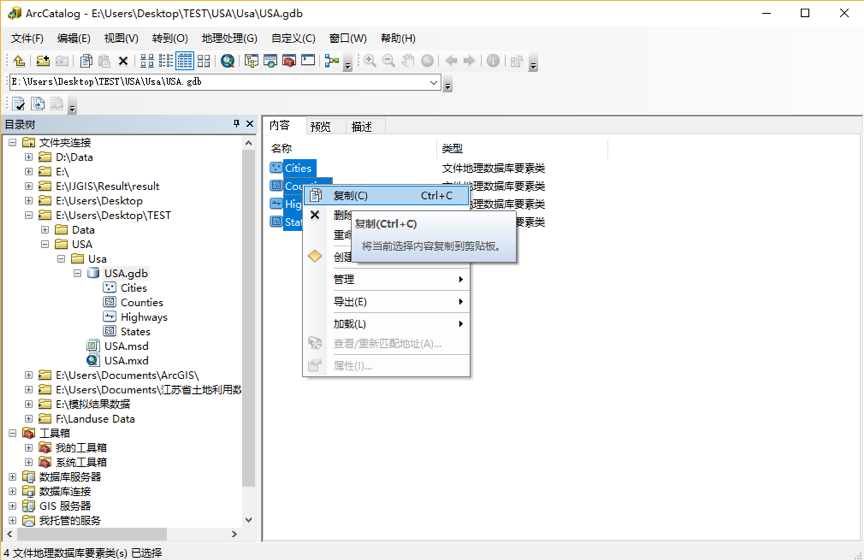 ArcCatalog - E:\Users\Desktop\TEST\USA\Usa\USA.gdb
文件(F) 编辑(E) 视图(V) 转到(O) 地理处理(G) 自定义(C) 窗口(W) 帮助(H)
E:\Users\Desktop\TEST\USA\Usa\USA.gdb
目录树
文件夹连接
D:\Data
E:\
E:\IJGIS\Result\result
E:\Users\Desktop
E:\Users\Desktop\TEST
Data
USA
Usa
USA.gdb
Cities
Counties
Highways
States
USA.msd
USA.mxd
E:\Users\Documents\ArcGIS\
E:\Users\Documents\江苏省土地利用数
E:\模拟结果数据
F:\Landuse Data
工具箱
我的工具箱
系统工具箱
数据库服务器
数据库连接
GIS 服务器
我托管的服务
内容 预览 描述
名称 类型
Cities 文件地理数据库要素类
Cou 文件地理数据库要素类
Hig 文件地理数据库要素类
Stat 文件地理数据库要素类
复制(C) Ctrl+C
删除
重命
创建
管理
导出(E)
加载(L)
查看/重新匹配地址(A)...
属性(I)...
复制(Ctrl+C)
将当前选择内容复制到剪贴板。
4 文件地理数据库要素类(s) 已选择